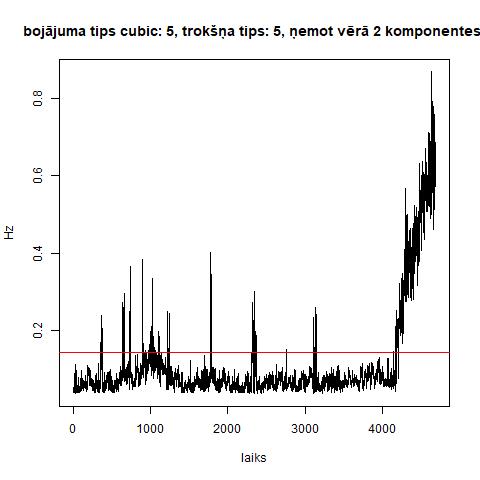 bojājuma tips cubic: 5, trokšņa tips: 5, ņemot vērā 2 komponentes
0.8
0.6
0.4
0.2
Hz
0 1000 2000 3000 4000
laiks